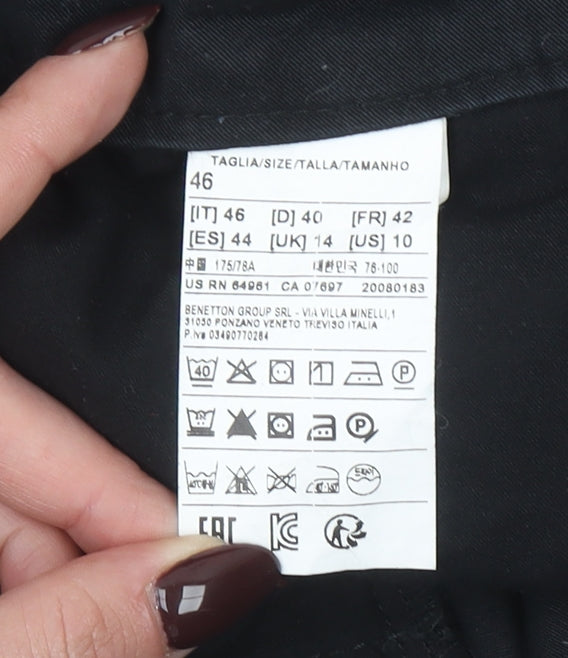 TAGLIA/SIZE/TALLA/TAMANHO
46
[IT] 46 [D] 40 [FR] 42
[ES] 44 [UK] 14 [US] 10
中国 175/78A 대한민국 76-100
US RN 64961 CA 07697 20080183
BENETTON GROUP SRL - VIA VILLA MINELLI,1
31050 PONZANO VENETO TREVISO ITALIA
P.Iva 03490770264
40 P
P
EAC